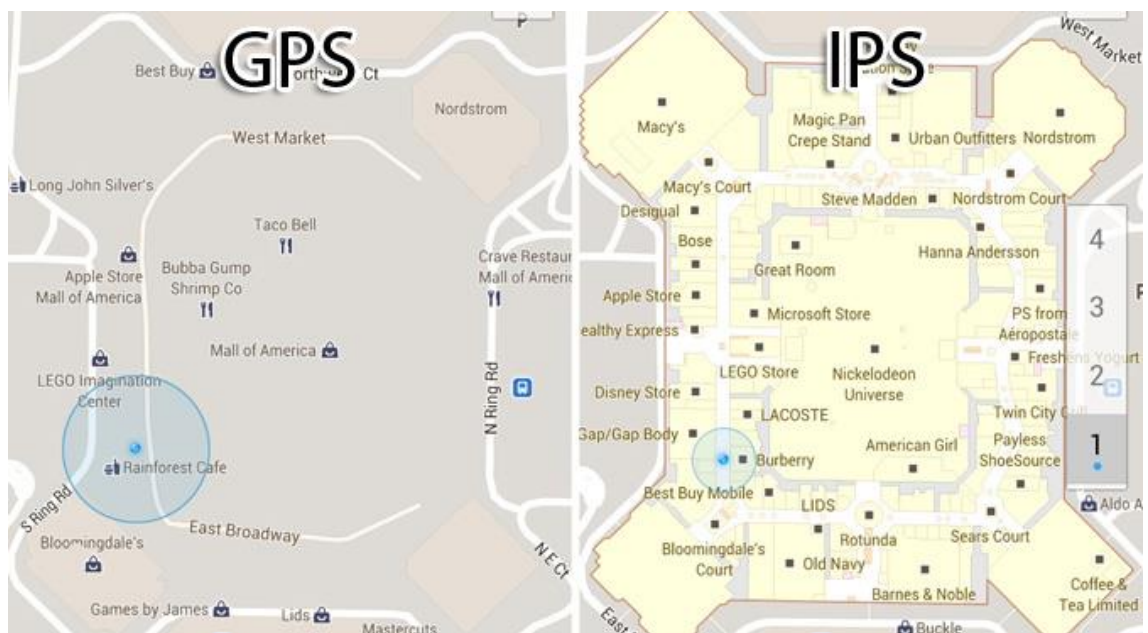 P
GPS
Best Buy
Ct
Nordstrom
West Market
Long John Silver's
Taco Bell
Apple Store
Mall of America
Bubba Gump
Shrimp Co
Crave Restaur
Mall of Ameri
Mall of America
LEGO Imagination
Center
N Ring Rd
Rainforest Cafe
S Ring Rd
East Broadway
Bloomingdale's
N E Ct
Games by James
Lids
Mastercuts
IPS
West Market
Macy's
Magic Pan
Crepe Stand
Urban Outfitters
Nordstrom
Macy's Court
Steve Madden
Nordstrom Court
Desigual
Bose
Hanna Andersson
4
Great Room
Apple Store
Microsoft Store
3
PS from
Aéropostale
ealthy Express
LEGO Store
Freshens Yogurt
Nickelodeon
Universe
2
Disney Store
LACOSTE
Twin City
Gap/Gap Body
American Girl
Payless
ShoeSource
1
Burberry
Best Buy Mobile
LIDS
Aldo A
Rotunda
Sears Court
Bloomingdale's
Court
Old Navy
Barnes & Noble
Coffee &
Tea Limited
East
Buckle